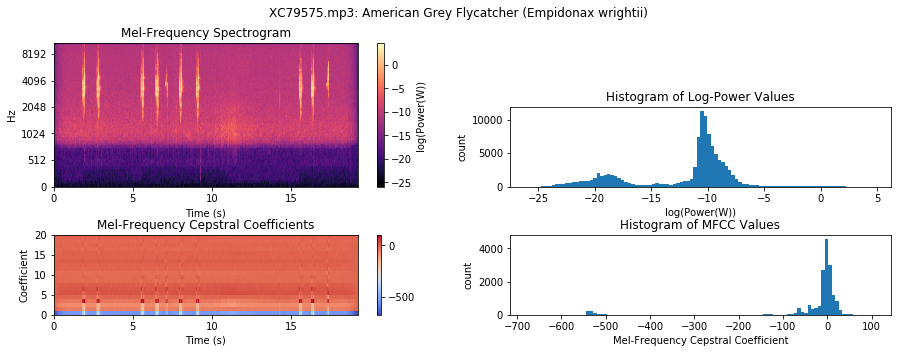 XC79575.mp3: American Grey Flycatcher (Empidonax wrightii)
Mel-Frequency Spectrogram
8192
4096
2048
1024
512
0
Hz
0 5 10 15
Time (s)
0
−5
−10
−15
−20
−25
log(Power(W))
Histogram of Log-Power Values
10000
5000
0
count
−25 −20 −15 −10 −5 0 5
log(Power(W))
Mel-Frequency Cepstral Coefficients
20
15
10
5
0
Coefficient
0 5 10 15
Time (s)
0
−500
Histogram of MFCC Values
4000
2000
0
count
−700 −600 −500 −400 −300 −200 −100 0 100
Mel-Frequency Cepstral Coefficient